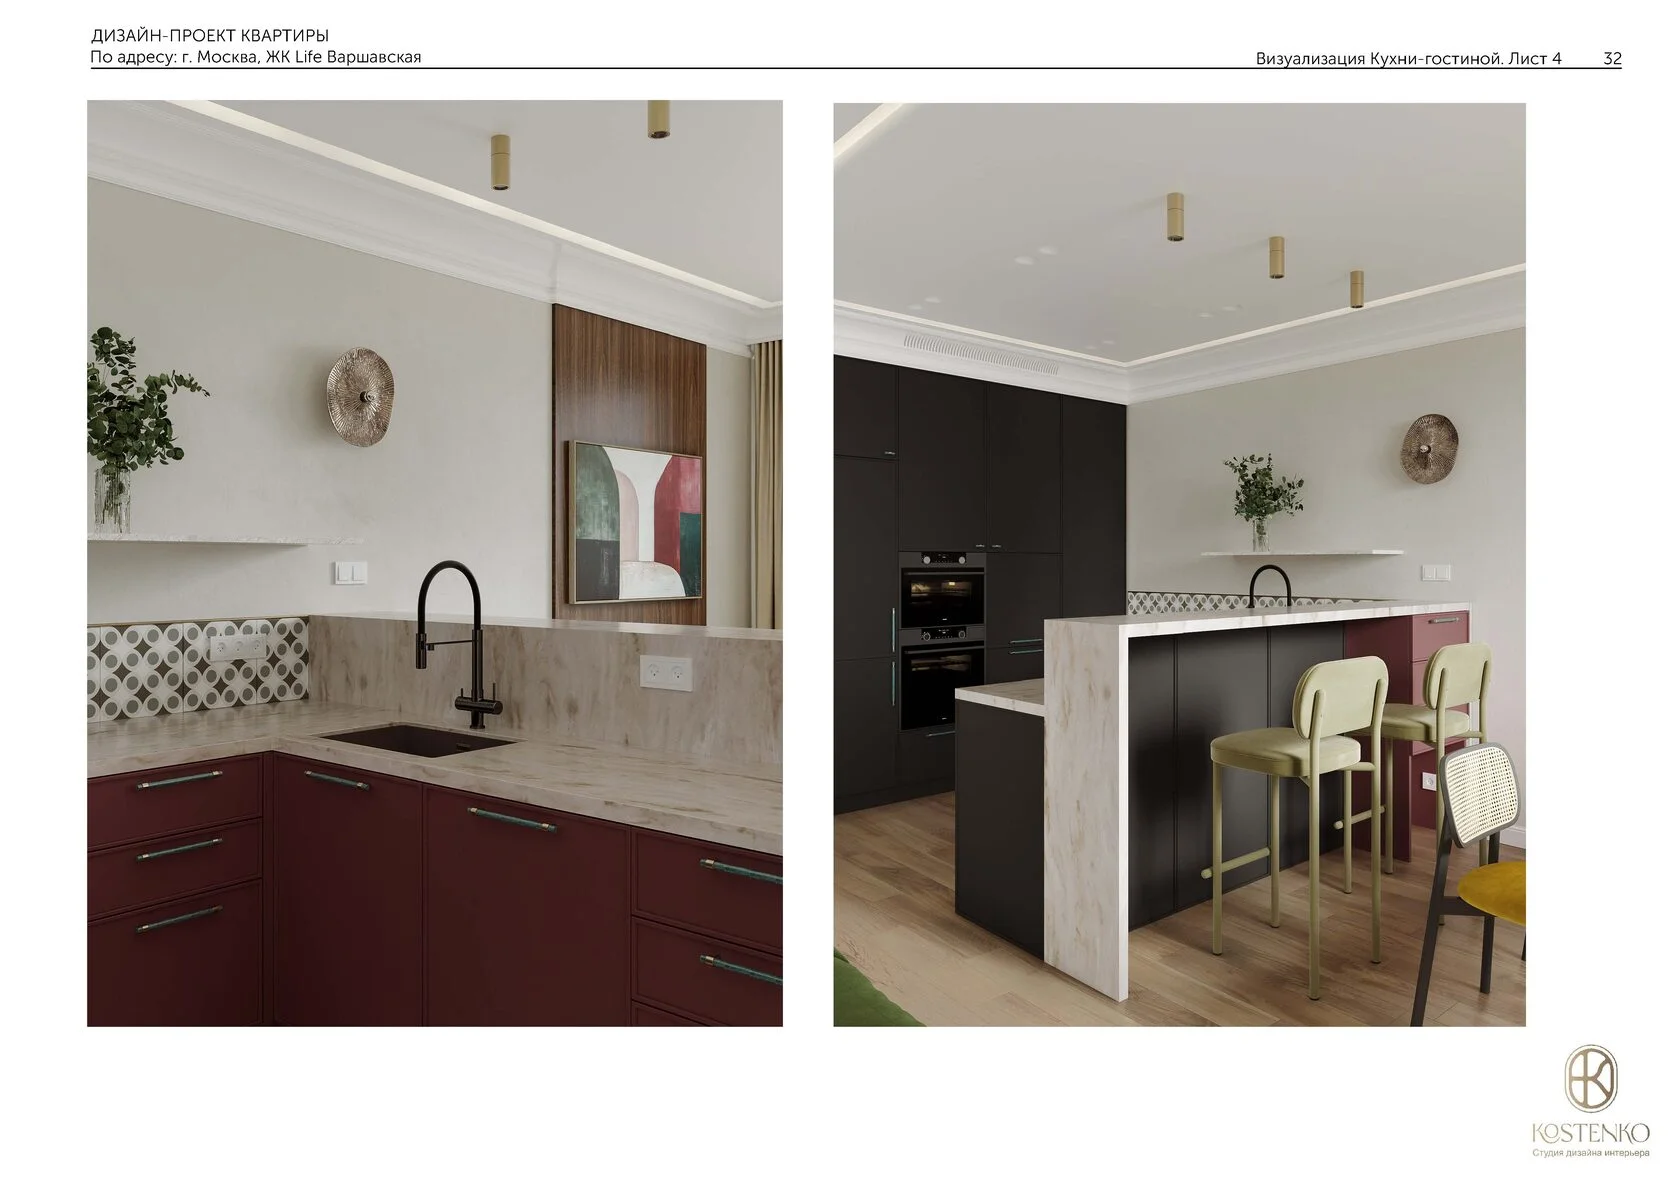 ДИЗАЙН-ПРОЕКТ КВАРТИРЫ
По адресу: г. Москва, ЖК Life Варшавская
Визуализация Кухни-гостиной. Лист 4 32
KOSTENKO
Студия дизайна интерьера